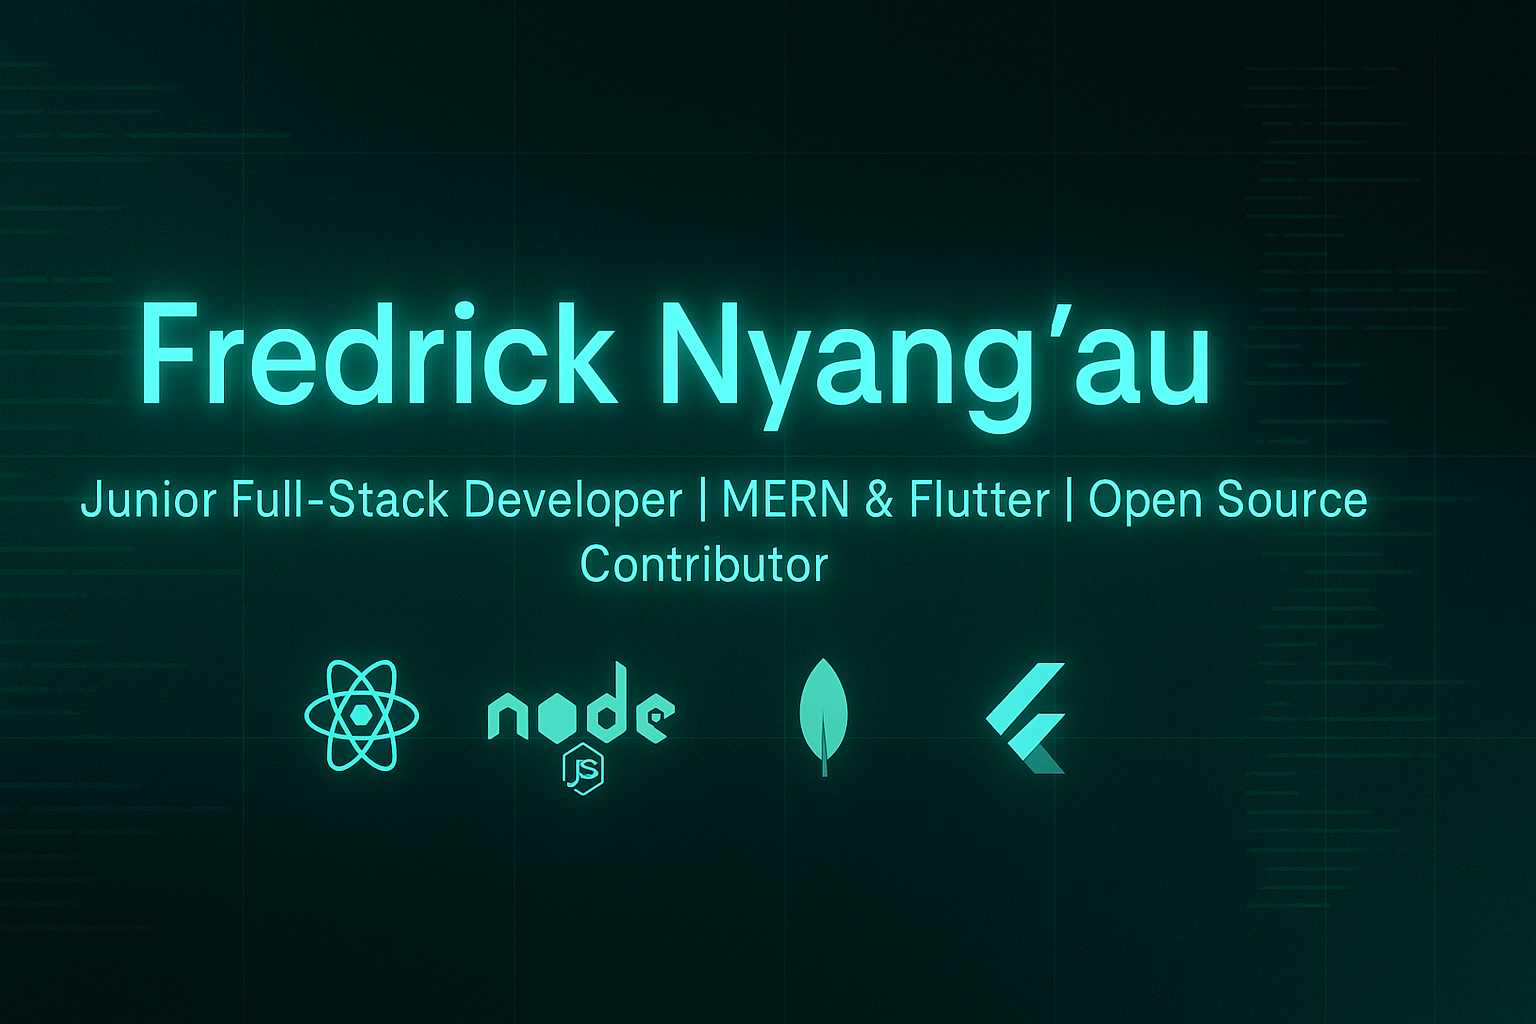 Fredrick Nyang’au
Junior Full-Stack Developer | MERN & Flutter | Open Source
Contributor
node
JS